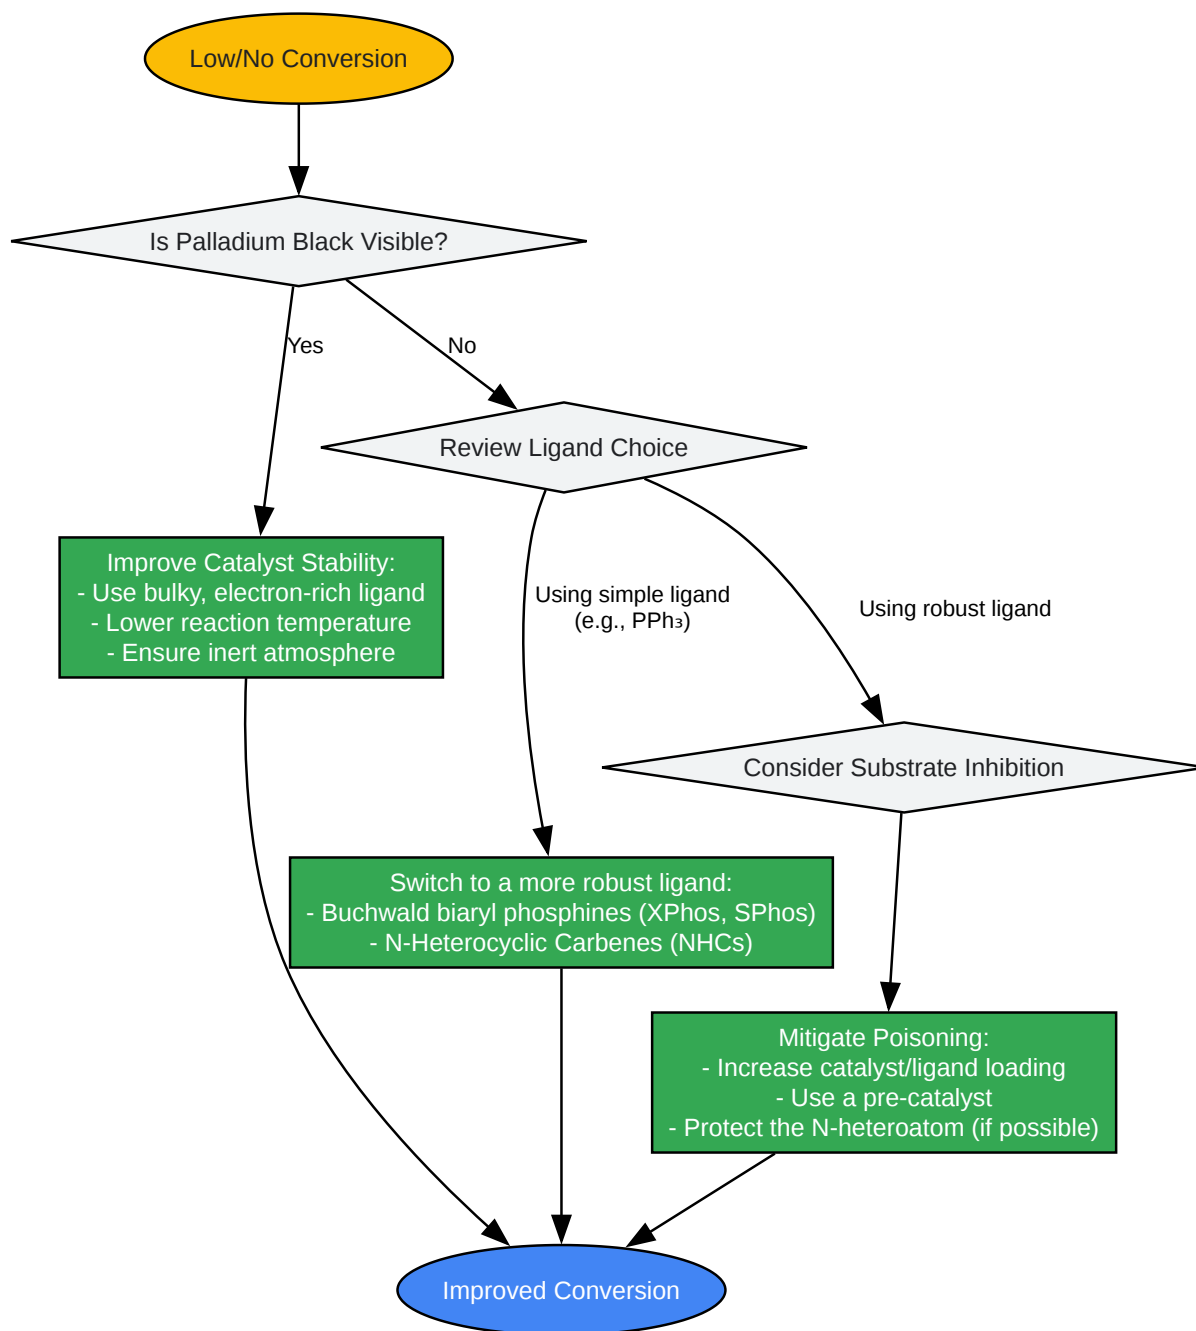 Low/No Conversion
Is Palladium Black Visible?
Yes
No
Review Ligand Choice
Improve Catalyst Stability:
- Use bulky, electron-rich ligand
- Lower reaction temperature
- Ensure inert atmosphere
Using simple ligand
(e.g., PPh₃)
Using robust ligand
Consider Substrate Inhibition
Switch to a more robust ligand:
- Buchwald biaryl phosphines (XPhos, SPhos)
- N-Heterocyclic Carbenes (NHCs)
Mitigate Poisoning:
- Increase catalyst/ligand loading
- Use a pre-catalyst
- Protect the N-heteroatom (if possible)
Improved Conversion